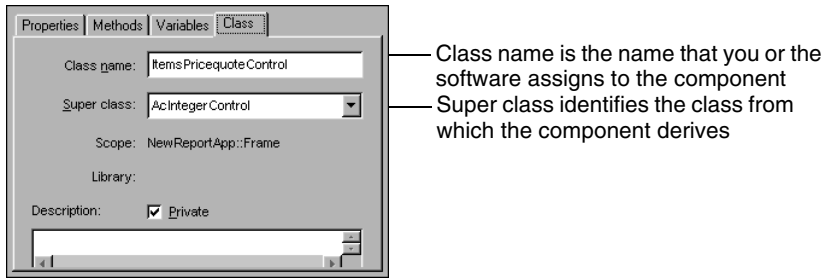 Properties Methods Variables Class
Class name: ItemsPricequoteControl
Super class: AcIntegerControl
Scope: NewReportApp::Frame
Library:
Description: Private
Class name is the name that you or the
software assigns to the component
Super class identifies the class from
which the component derives